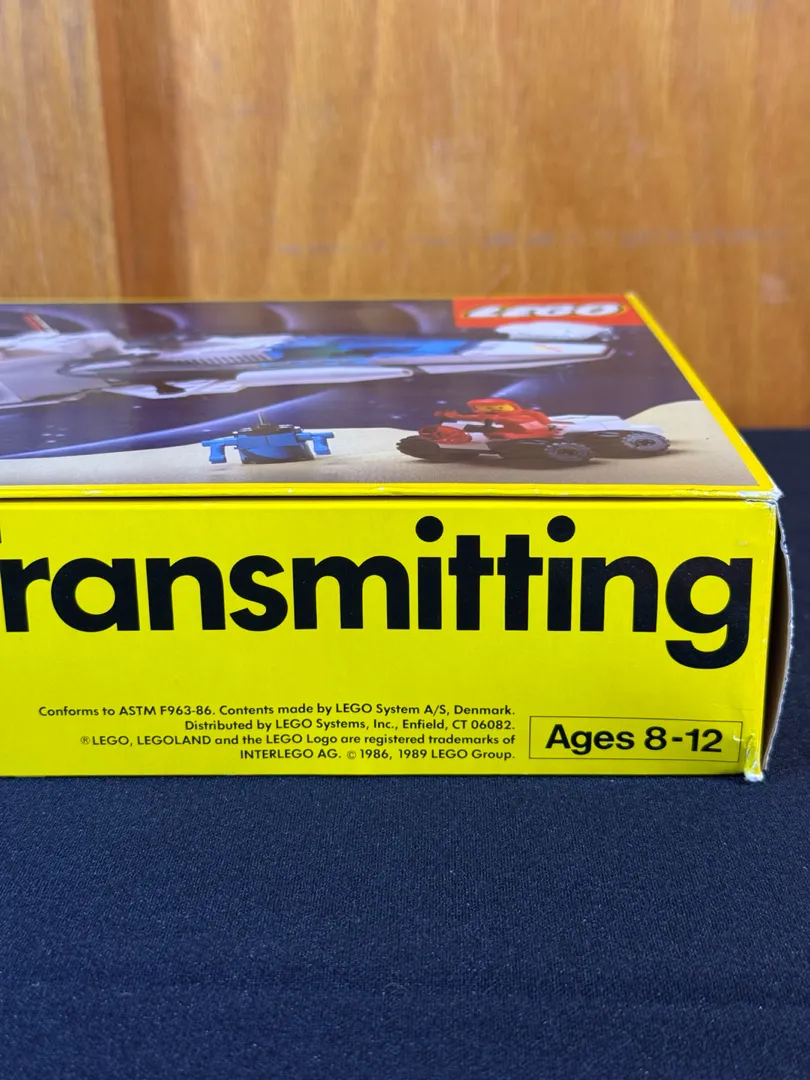 LEGO
Transmitting
Conforms to ASTM F963-86. Contents made by LEGO System A/S, Denmark.
Distributed by LEGO Systems, Inc., Enfield, CT 06082.
® LEGO, LEGOLAND and the LEGO Logo are registered trademarks of
INTERLEGO AG. © 1986, 1989 LEGO Group.
Ages 8-12